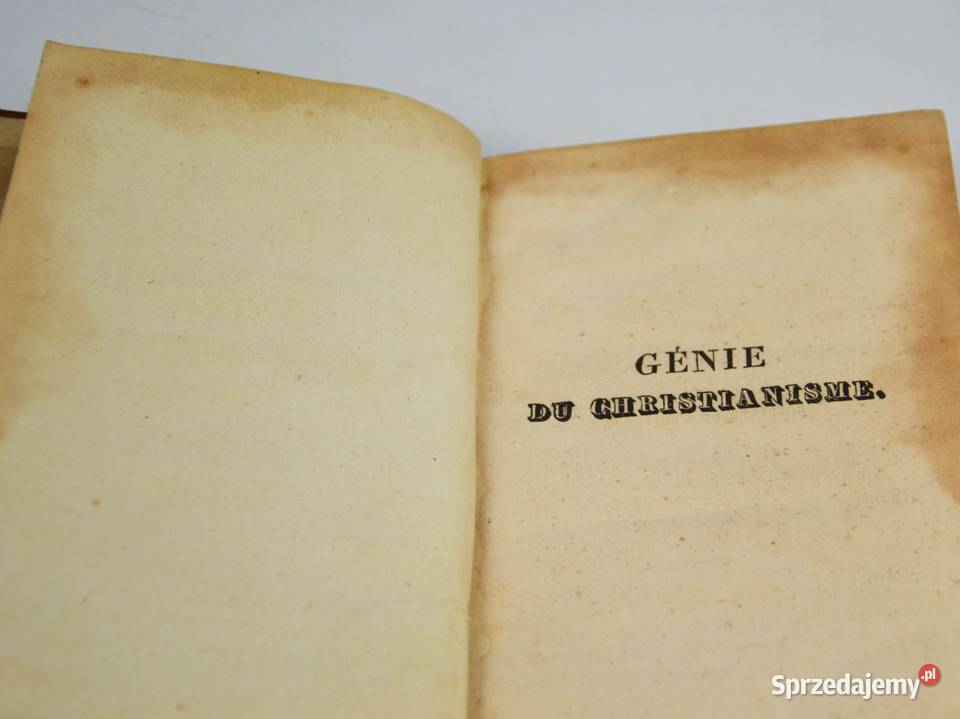 GÉNIE
DU CHRISTIANISME.
Sprzedajemy.pl